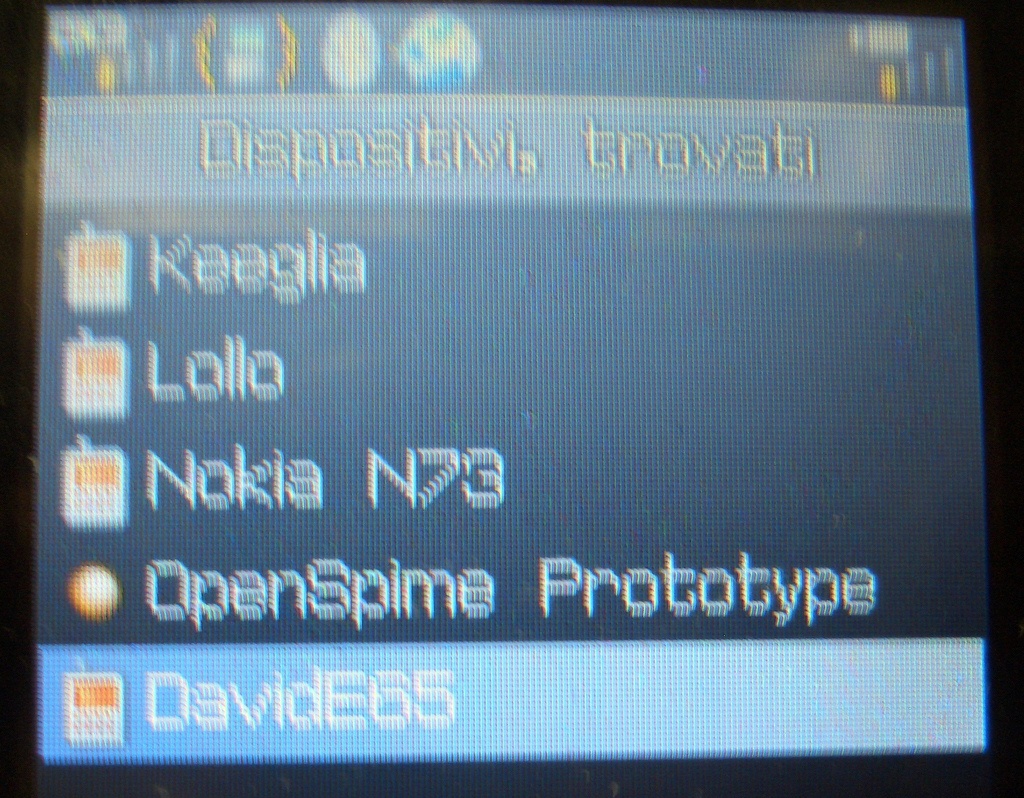 Dispositivi. trovati
Keeglia
Lollo
Nokia N73
OpenSpime Prototype
DavidE65